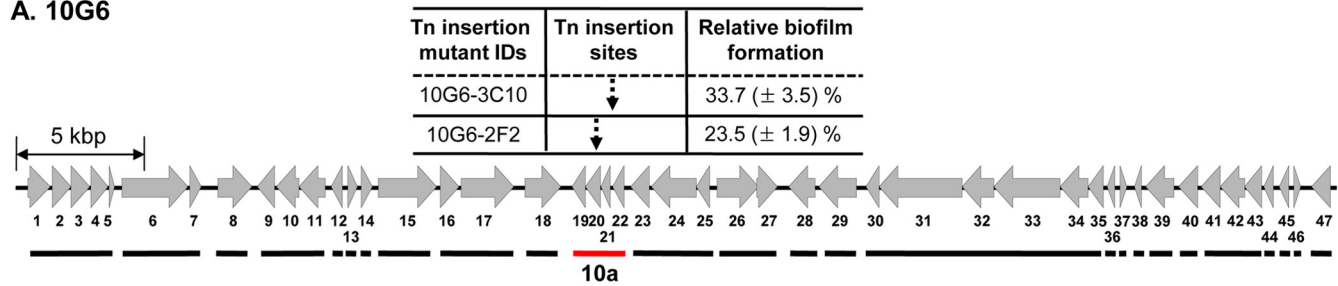 A. 10G6
Tn insertion mutant IDs Tn insertion sites Relative biofilm formation
10G6-3C10 33.7 (± 3.5) %
10G6-2F2 23.5 (± 1.9) %
5 kbp
1 2 3 4 5 6 7 8 9 10 11 12 14 15 16 17 18 19 20 22 23 24 25 26 27 28 29 30 31 32 33 34 35 37 38 39 40 41 42 43 45 47
13 21 36 44 46
10a